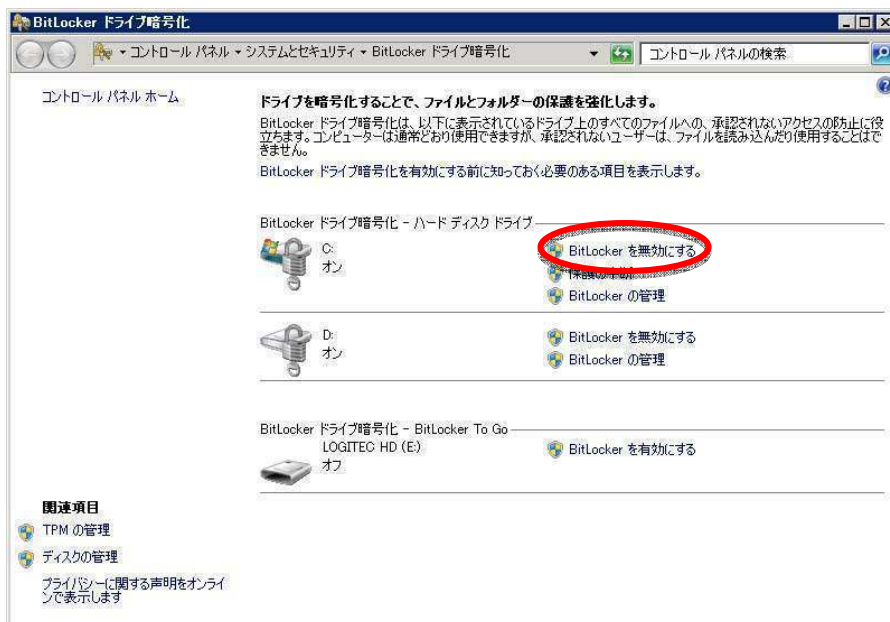 BitLocker ドライブ暗号化
コントロール パネル ▾ システムとセキュリティ ▾ BitLocker ドライブ暗号化
コントロール パネルの検索
コントロール パネル ホーム
ドライブを暗号化することで、ファイルとフォルダーの保護を強化します。
BitLocker ドライブ暗号化は、以下に表示されているドライブ上のすべてのファイルへの、承認されないアクセスの防止に役
立ちます。コンピューターは通常どおり使用できますが、承認されないユーザーは、ファイルを読み込んだり使用することはで
きません。
BitLocker ドライブ暗号化を有効にする前に知っておく必要のある項目を表示します。
BitLocker ドライブ暗号化 - ハード ディスク ドライブ
C:
オン
BitLocker を無効にする
保護の中断
BitLocker の管理
D:
オン
BitLocker を無効にする
BitLocker の管理
BitLocker ドライブ暗号化 - BitLocker To Go
LOGITEC HD (E:)
オフ
BitLocker を有効にする
関連項目
TPM の管理
ディスクの管理
プライバシーに関する声明をオンライ
ンで表示します